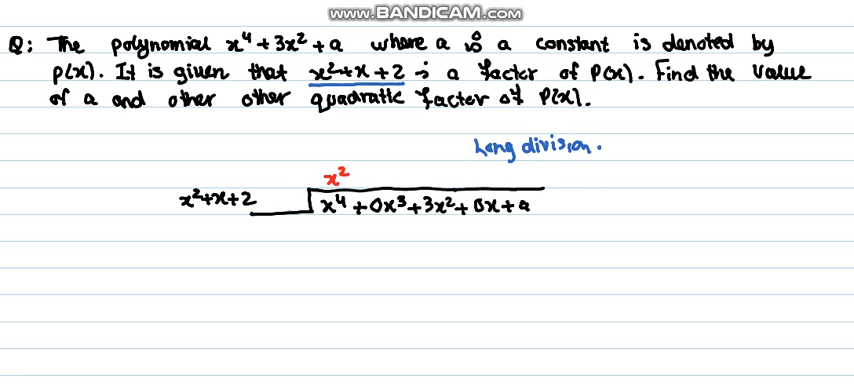 www.BANDICAM.com
Q: The polynomial x⁴ + 3x² + a where a is a constant is denoted by
p(x). It is given that x² + x + 2 is a factor of P(x). Find the value
of a and other other quadratic factor of P(x).
Long division.
x²
x²+x+2 x⁴ + 0x³ + 3x² + 0x + a